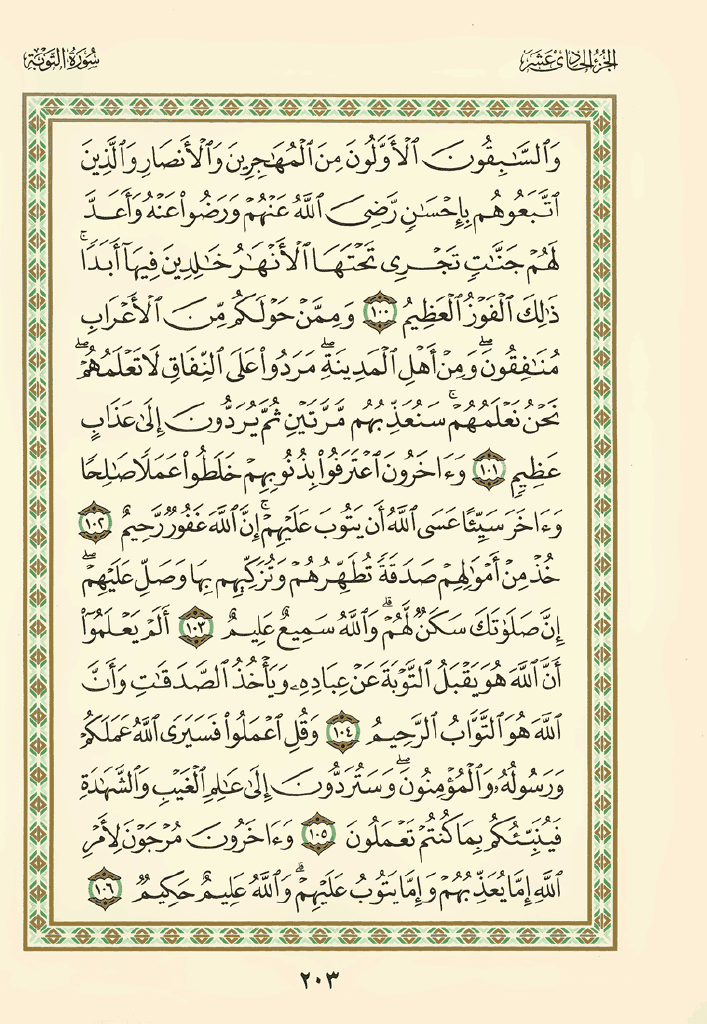 الجزء الحادي عشر
سورة التوبة
وَٱلسَّٰبِقُونَ ٱلْأَوَّلُونَ مِنَ ٱلْمُهَٰجِرِينَ وَٱلْأَنصَارِ وَٱلَّذِينَ
ٱتَّبَعُوهُم بِإِحْسَٰنٍ رَّضِىَ ٱللَّهُ عَنْهُمْ وَرَضُوا۟ عَنْهُ وَأَعَدَّ
لَهُمْ جَنَّٰتٍ تَجْرِى تَحْتَهَا ٱلْأَنْهَٰرُ خَٰلِدِينَ فِيهَآ أَبَدًا ۚ
ذَٰلِكَ ٱلْفَوْزُ ٱلْعَظِيمُ ١٠٠ وَمِمَّنْ حَوْلَكُم مِّنَ ٱلْأَعْرَابِ
مُنَٰفِقُونَ ۖ وَمِنْ أَهْلِ ٱلْمَدِينَةِ ۖ مَرَدُوا۟ عَلَى ٱلنِّفَاقِ لَا تَعْلَمُهُمْ ۖ
نَحْنُ نَعْلَمُهُمْ ۚ سَنُعَذِّبُهُم مَّرَّتَيْنِ ثُمَّ يُرَدُّونَ إِلَىٰ عَذَابٍ
عَظِيمٍ ١٠١ وَءَاخَرُونَ ٱعْتَرَفُوا۟ بِذُنُوبِهِمْ خَلَطُوا۟ عَمَلًا صَٰلِحًا
وَءَاخَرَ سَيِّئًا عَسَى ٱللَّهُ أَن يَتُوبَ عَلَيْهِمْ ۚ إِنَّ ٱللَّهَ غَفُورٌ رَّحِيمٌ ١٠٢
خُذْ مِنْ أَمْوَٰلِهِمْ صَدَقَةً تُطَهِّرُهُمْ وَتُزَكِّيهِم بِهَا وَصَلِّ عَلَيْهِمْ ۖ
إِنَّ صَلَوٰتَكَ سَكَنٌ لَّهُمْ ۗ وَٱللَّهُ سَمِيعٌ عَلِيمٌ ١٠٣ أَلَمْ يَعْلَمُوٓا۟
أَنَّ ٱللَّهَ هُوَ يَقْبَلُ ٱلتَّوْبَةَ عَنْ عِبَادِهِۦ وَيَأْخُذُ ٱلصَّدَقَٰتِ وَأَنَّ
ٱللَّهَ هُوَ ٱلتَّوَّابُ ٱلرَّحِيمُ ١٠٤ وَقُلِ ٱعْمَلُوا۟ فَسَيَرَى ٱللَّهُ عَمَلَكُمْ
وَرَسُولُهُۥ وَٱلْمُؤْمِنُونَ ۖ وَسَتُرَدُّونَ إِلَىٰ عَٰلِمِ ٱلْغَيْبِ وَٱلشَّهَٰدَةِ
فَيُنَبِّئُكُم بِمَا كُنتُمْ تَعْمَلُونَ ١٠٥ وَءَاخَرُونَ مُرْجَوْنَ لِأَمْرِ
ٱللَّهِ إِمَّا يُعَذِّبُهُمْ وَإِمَّا يَتُوبُ عَلَيْهِمْ ۗ وَٱللَّهُ عَلِيمٌ حَكِيمٌ ١٠٦
٢٠٣